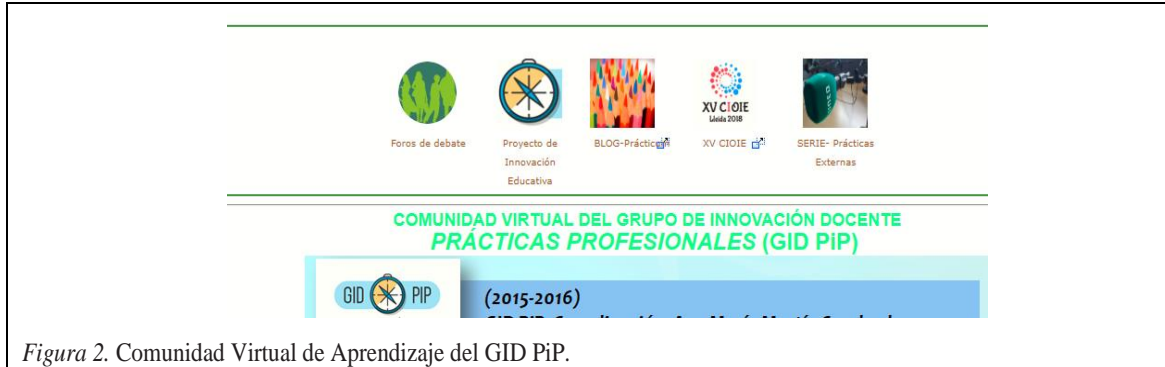 XV CIOIE
Lleida 2018
Foros de debate
Proyecto de
Innovación
Educativa
BLOG-Prácticum
XV CIOIE
SERIE- Prácticas
Externas
COMUNIDAD VIRTUAL DEL GRUPO DE INNOVACIÓN DOCENTE
PRÁCTICAS PROFESIONALES (GID PiP)
GID PIP
(2015-2016)
Figura 2. Comunidad Virtual de Aprendizaje del GID PiP.